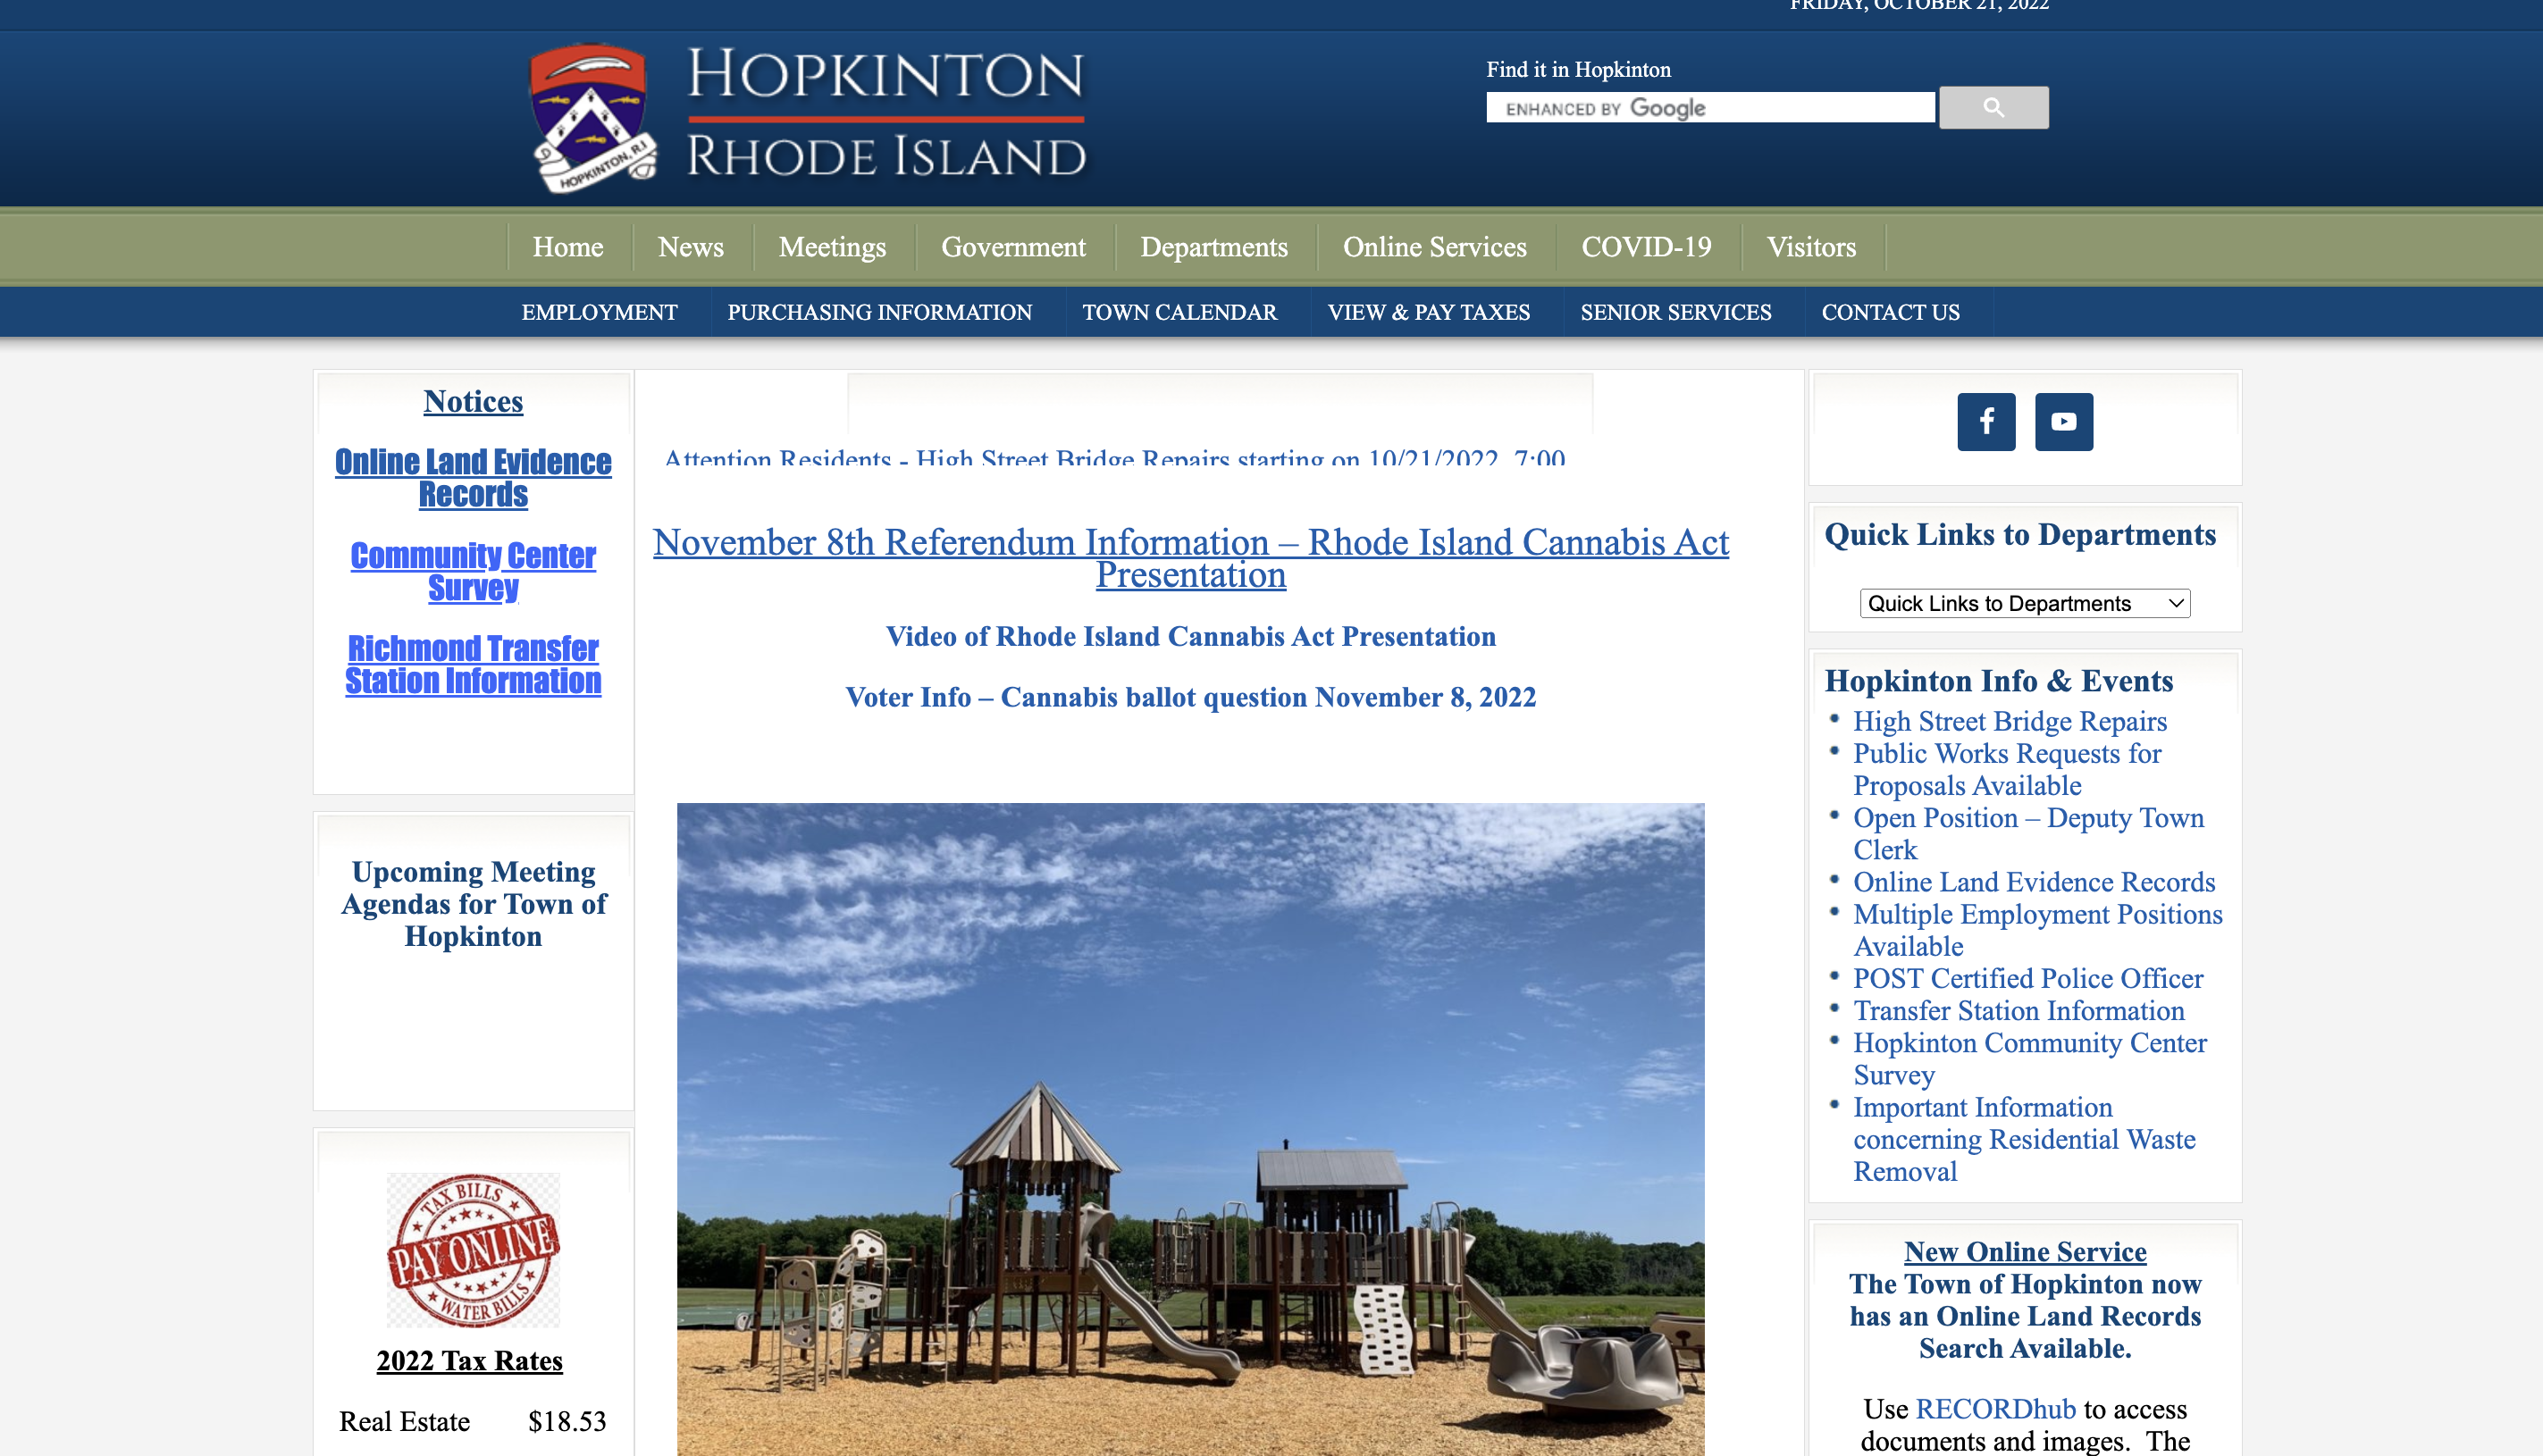 FRIDAY, OCTOBER 21, 2022
HOPKINTON
RHODE ISLAND
HOPKINTON, R.I
Find it in Hopkinton
ENHANCED BY Google
Home
News
Meetings
Government
Departments
Online Services
COVID-19
Visitors
EMPLOYMENT
PURCHASING INFORMATION
TOWN CALENDAR
VIEW & PAY TAXES
SENIOR SERVICES
CONTACT US
Notices
Online Land Evidence
Records
Community Center
Survey
Richmond Transfer
Station Information
Upcoming Meeting
Agendas for Town of
Hopkinton
TAX BILLS
PAY ONLINE
WATER BILLS
2022 Tax Rates
Real Estate $18.53
Attention Residents - High Street Bridge Repairs starting on 10/21/2022 7:00
November 8th Referendum Information – Rhode Island Cannabis Act
Presentation
Video of Rhode Island Cannabis Act Presentation
Voter Info – Cannabis ballot question November 8, 2022
Quick Links to Departments
Quick Links to Departments
Hopkinton Info & Events
High Street Bridge Repairs
Public Works Requests for
Proposals Available
Open Position – Deputy Town
Clerk
Online Land Evidence Records
Multiple Employment Positions
Available
POST Certified Police Officer
Transfer Station Information
Hopkinton Community Center
Survey
Important Information
concerning Residential Waste
Removal
New Online Service
The Town of Hopkinton now
has an Online Land Records
Search Available.
Use RECORDhub to access
documents and images. The